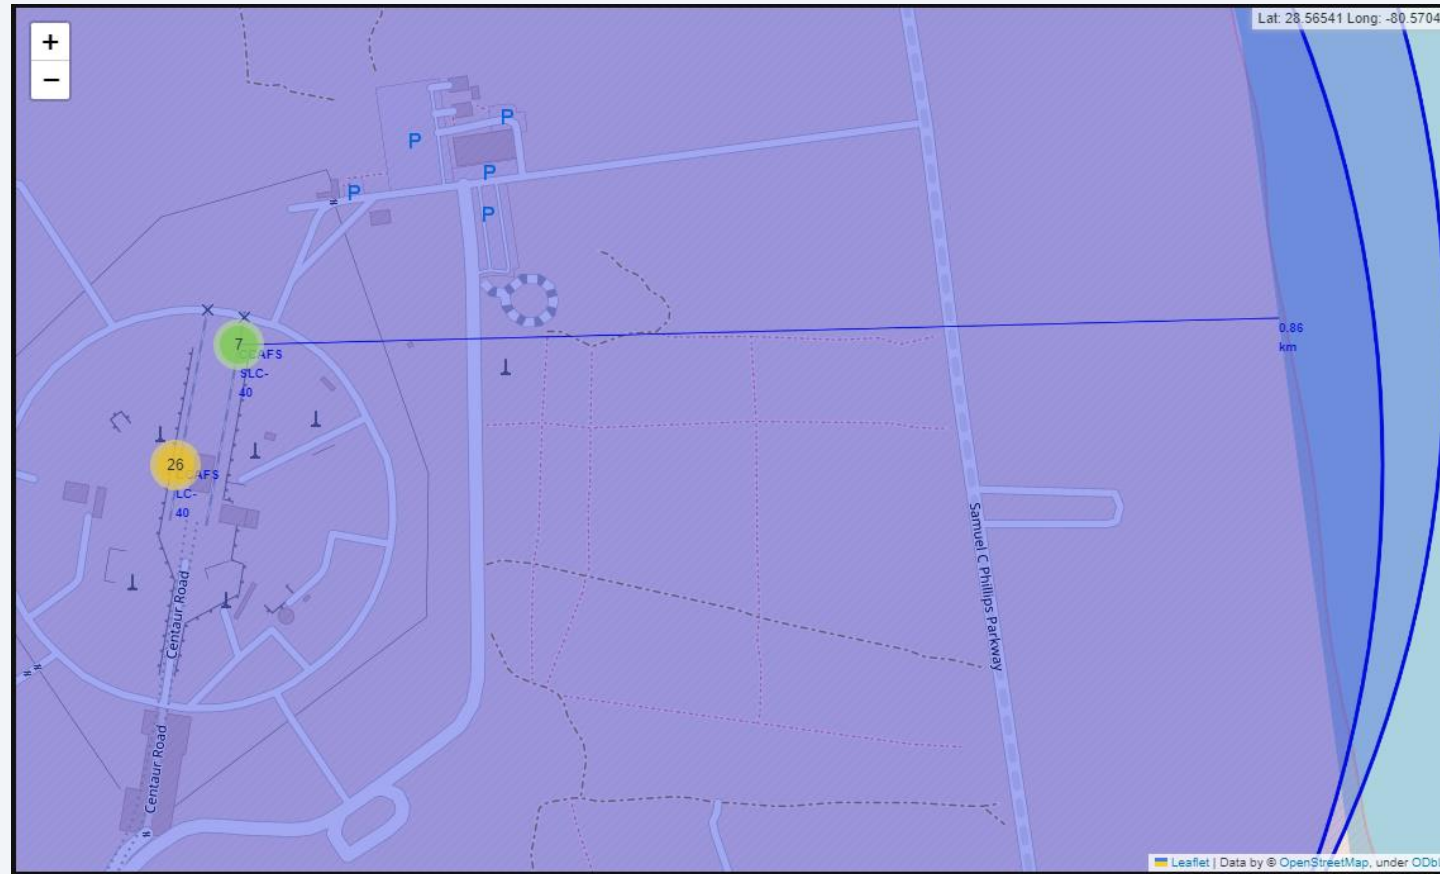 +
Lat: 28.56541 Long: -80.5704
−
P
P
P
P
P
0.86
km
7
CCAFS
SLC-
40
26
CCAFS
LC-
40
Samuel C Phillips Parkway
Centaur Road
Centaur Road
Leaflet | Data by © OpenStreetMap, under ODbL